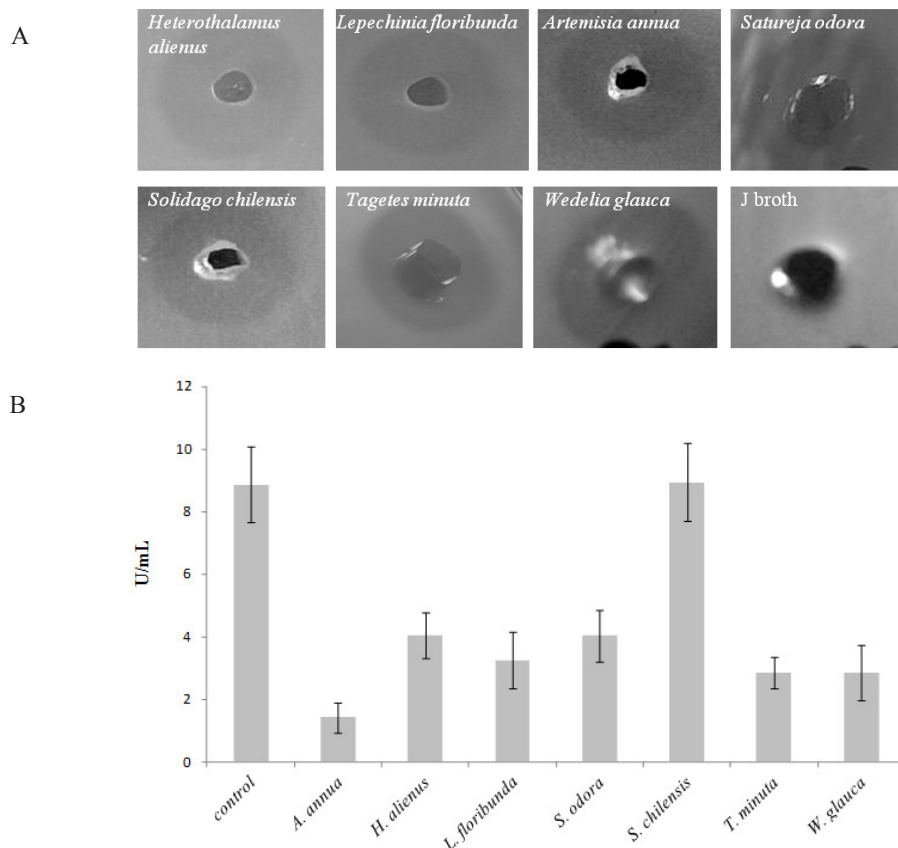 A
Heterothalamus
alienus
Lepechinia floribunda
Artemisia annua
Satureja odora
Solidago chilensis
Tagetes minuta
Wedelia glauca
J broth
B
12
10
8
6
4
2
0
U/mL
control
A. annua
H. alienus
L. floribunda
S. odora
S. chilensis
T. minuta
W. glauca